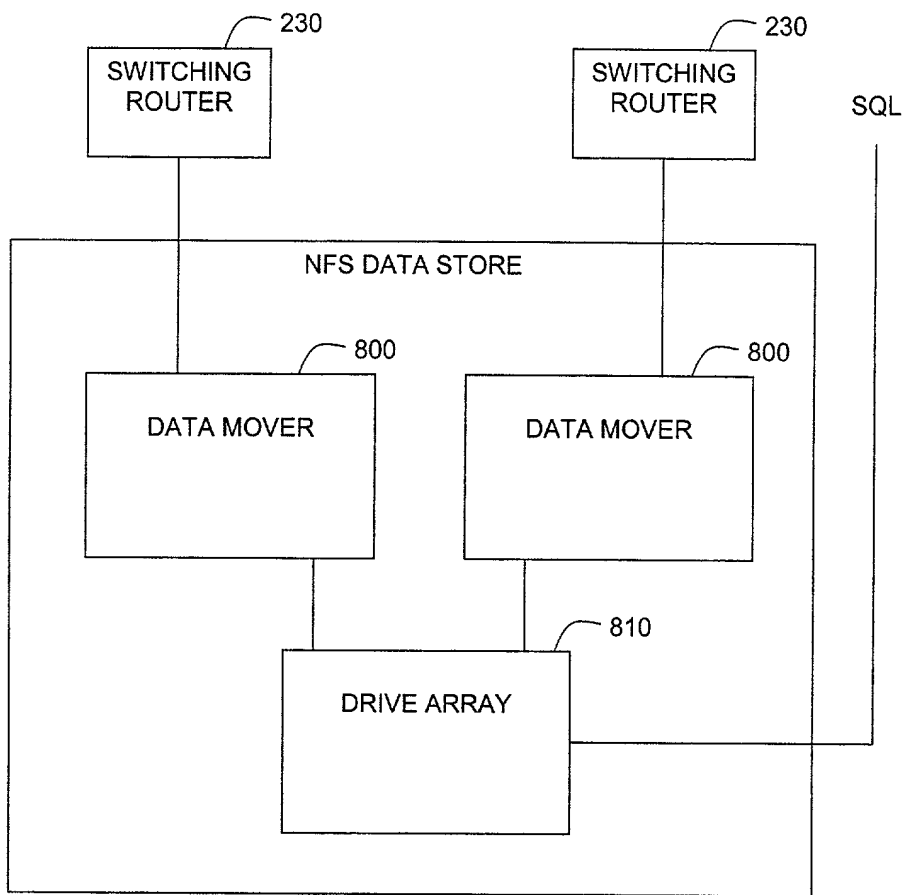 230
230
SWITCHING
ROUTER
SWITCHING
ROUTER
SQL
NFS DATA STORE
800
800
DATA MOVER
DATA MOVER
810
DRIVE ARRAY